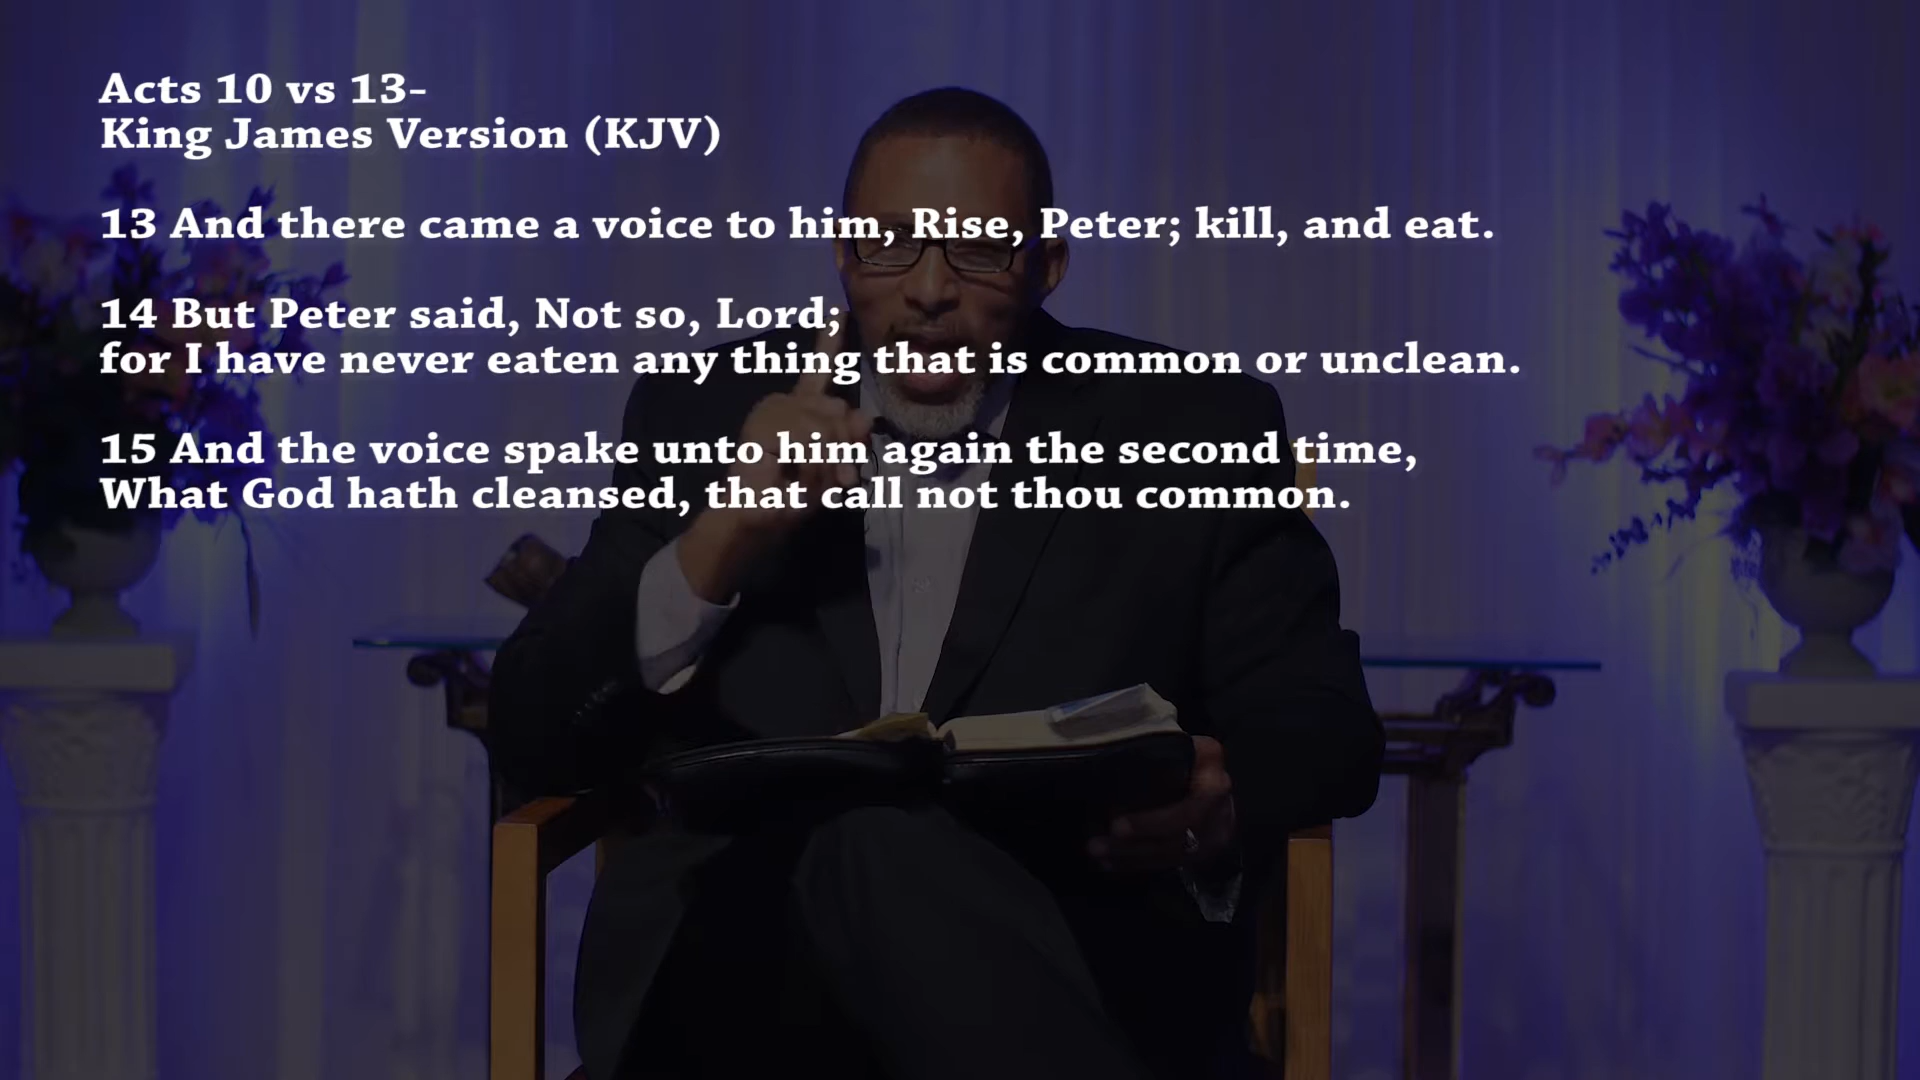 Acts 10 vs 13-
King James Version (KJV)
13 And there came a voice to him, Rise, Peter; kill, and eat.
14 But Peter said, Not so, Lord;
for I have never eaten any thing that is common or unclean.
15 And the voice spake unto him again the second time,
What God hath cleansed, that call not thou common.